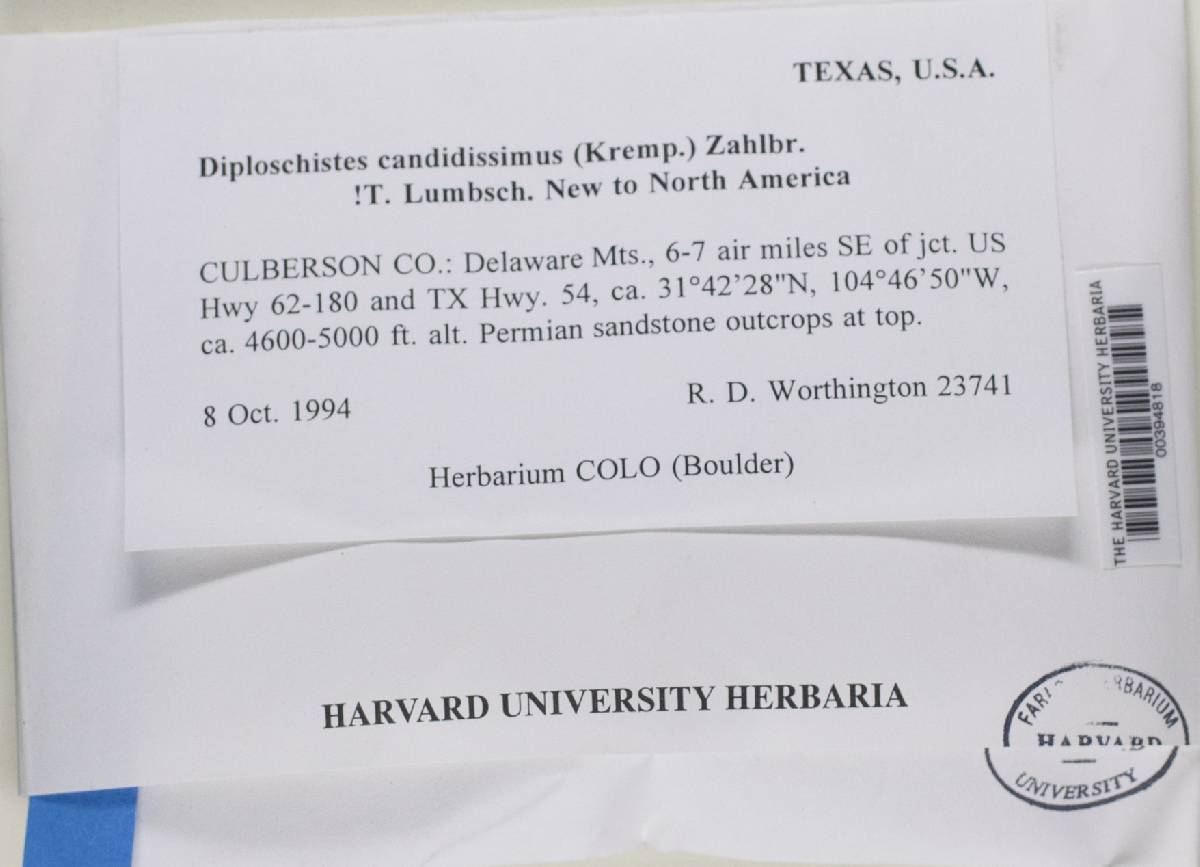 TEXAS, U.S.A.
Diploschistes candidissimus (Kremp.) Zahlbr.
!T. Lumbsch. New to North America
CULBERSON CO.: Delaware Mts., 6-7 air miles SE of jct. US
Hwy 62-180 and TX Hwy. 54, ca. 31°42’28"N, 104°46’50"W,
ca. 4600-5000 ft. alt. Permian sandstone outcrops at top.
8 Oct. 1994
R. D. Worthington 23741
Herbarium COLO (Boulder)
THE HARVARD UNIVERSITY HERBARIA
00394818
HARVARD UNIVERSITY HERBARIA
HARVARD
UNIVERSITY